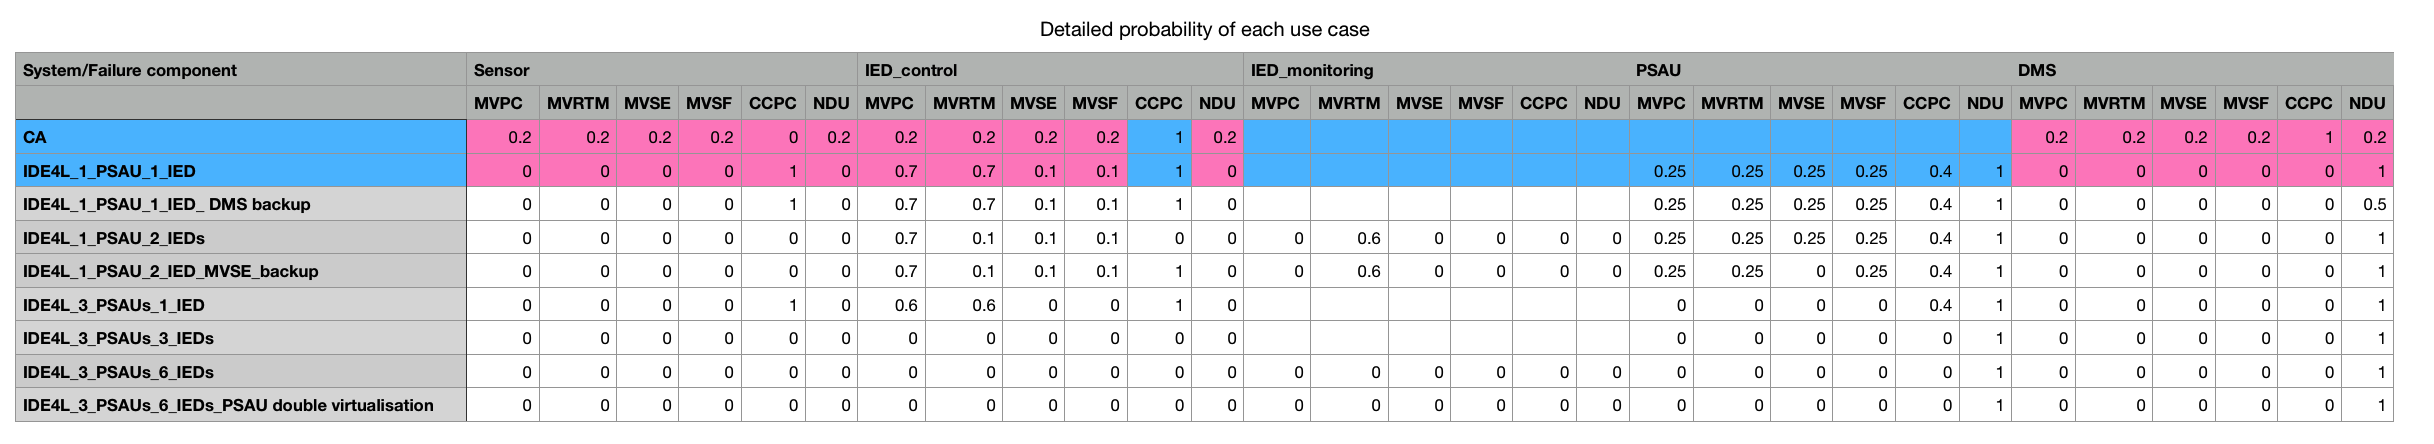 Detailed probability of each use case
System/Failure component Sensor IED_control IED_monitoring PSAU DMS
MVPC MVRTM MVSE MVSF CCPC NDU MVPC MVRTM MVSE MVSF CCPC NDU MVPC MVRTM MVSE MVSF CCPC NDU MVPC MVRTM MVSE MVSF CCPC NDU MVPC MVRTM MVSE MVSF CCPC NDU
CA 0.2 0.2 0.2 0.2 0 0.2 0.2 0.2 0.2 0.2 1 0.2 0.2 0.2 0.2 0.2 1 0.2
IDE4L_1_PSAU_1_IED 0 0 0 0 1 0 0.7 0.7 0.1 0.1 1 0 0.25 0.25 0.25 0.25 0.4 1 0 0 0 0 0 1
IDE4L_1_PSAU_1_IED_ DMS backup 0 0 0 0 1 0 0.7 0.7 0.1 0.1 1 0 0.25 0.25 0.25 0.25 0.4 1 0 0 0 0 0 0.5
IDE4L_1_PSAU_2_IEDs 0 0 0 0 0 0 0.7 0.1 0.1 0.1 0 0 0 0.6 0 0 0 0 0.25 0.25 0.25 0.25 0.4 1 0 0 0 0 0 1
IDE4L_1_PSAU_2_IED_MVSE_backup 0 0 0 0 0 0 0.7 0.1 0.1 0.1 1 0 0 0.6 0 0 0 0 0.25 0.25 0 0.25 0.4 1 0 0 0 0 0 1
IDE4L_3_PSAUs_1_IED 0 0 0 0 1 0 0.6 0.6 0 0 1 0 0 0 0 0 0.4 1 0 0 0 0 0 1
IDE4L_3_PSAUs_3_IEDs 0 0 0 0 0 0 0 0 0 0 0 0 0 0 0 0 0 1 0 0 0 0 0 1
IDE4L_3_PSAUs_6_IEDs 0 0 0 0 0 0 0 0 0 0 0 0 0 0 0 0 0 0 0 0 0 0 0 1 0 0 0 0 0 1
IDE4L_3_PSAUs_6_IEDs_PSAU double virtualisation 0 0 0 0 0 0 0 0 0 0 0 0 0 0 0 0 0 0 0 0 0 0 0 1 0 0 0 0 0 1